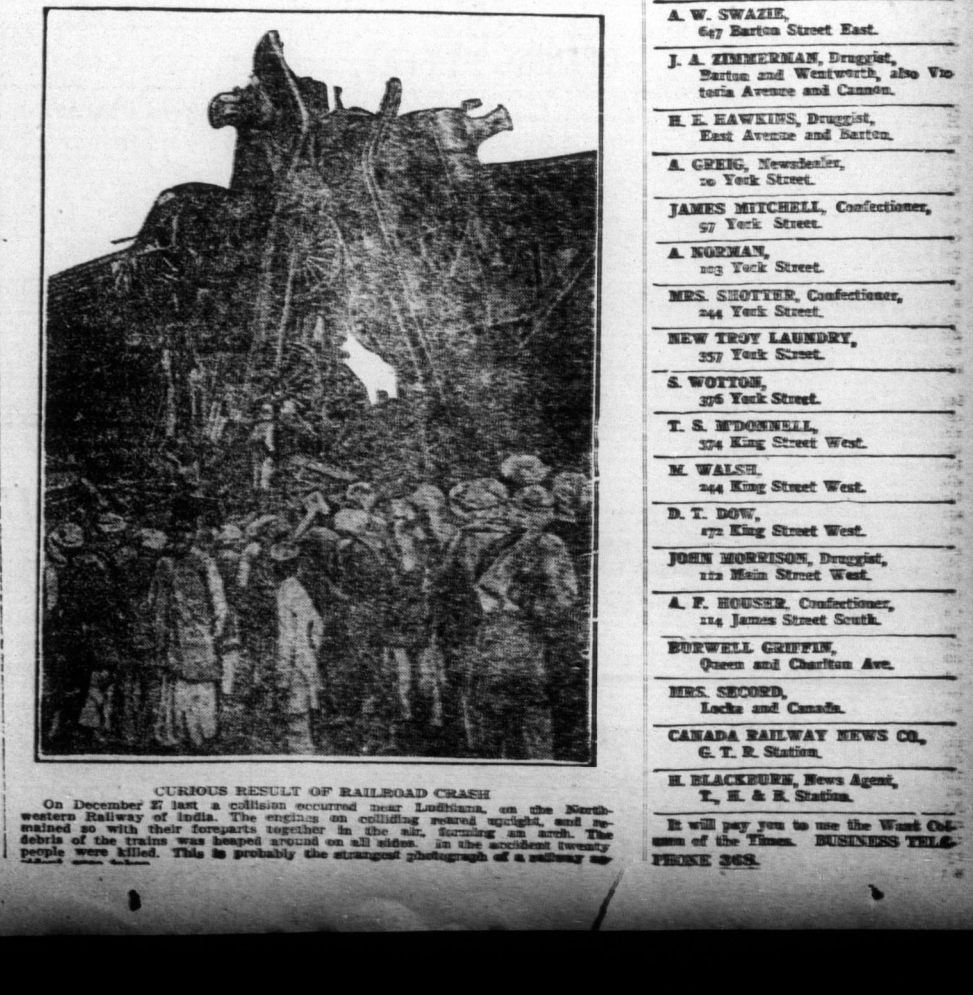 CURIOUS RESULT OF RAILROAD CRASH
On December 27 last a collision occurred near Ludhiana, on the North-
western Railway of India. The engines on colliding reared upright, and re-
mained so with their foreparts together in the air, forming an arch. The
debris of the trains was heaped around on all sides. In the accident twenty
people were killed. This is probably the strangest photograph of a railway
A. W. SWAZIE,
647 Barton Street East.
J. A. ZIMMERMAN, Druggist,
Barton and Wentworth, also Vic-
toria Avenue and Cannon.
H. E. HAWKINS, Druggist,
East Avenue and Barton.
A. GREIG, Newsdealer,
10 York Street.
JAMES MITCHELL, Confectioner,
97 York Street.
A. NORMAN,
103 York Street.
MRS. SHOTTER, Confectioner,
244 York Street.
NEW TROY LAUNDRY,
357 York Street.
S. WOTTON,
376 York Street.
T. S. M'DONNELL,
374 King Street West.
M. WALSH,
244 King Street West.
D. T. DOW,
172 King Street West.
JOHN MORRISON, Druggist,
112 Main Street West.
A. F. HOUSER, Confectioner,
114 James Street South.
BURWELL GRIFFIN,
Queen and Charlton Ave.
MRS. SECORD,
Locke and Canada.
CANADA RAILWAY NEWS CO.,
G. T. R. Station.
H. BLACKBURN, News Agent,
T., H. & B. Station.
It will pay you to use the Want Col-
umn of the Times. BUSINESS TELE-
PHONE 368.